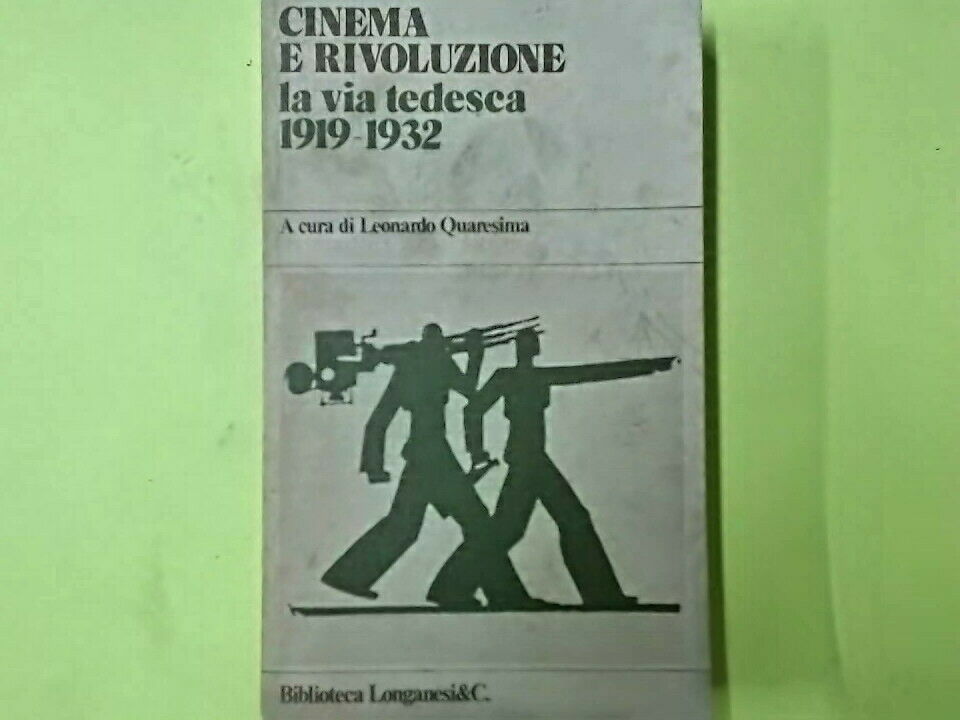 CINEMA
E RIVOLUZIONE
la via tedesca
1919-1932
A cura di Leonardo Quaresima
Biblioteca Longanesi&C.